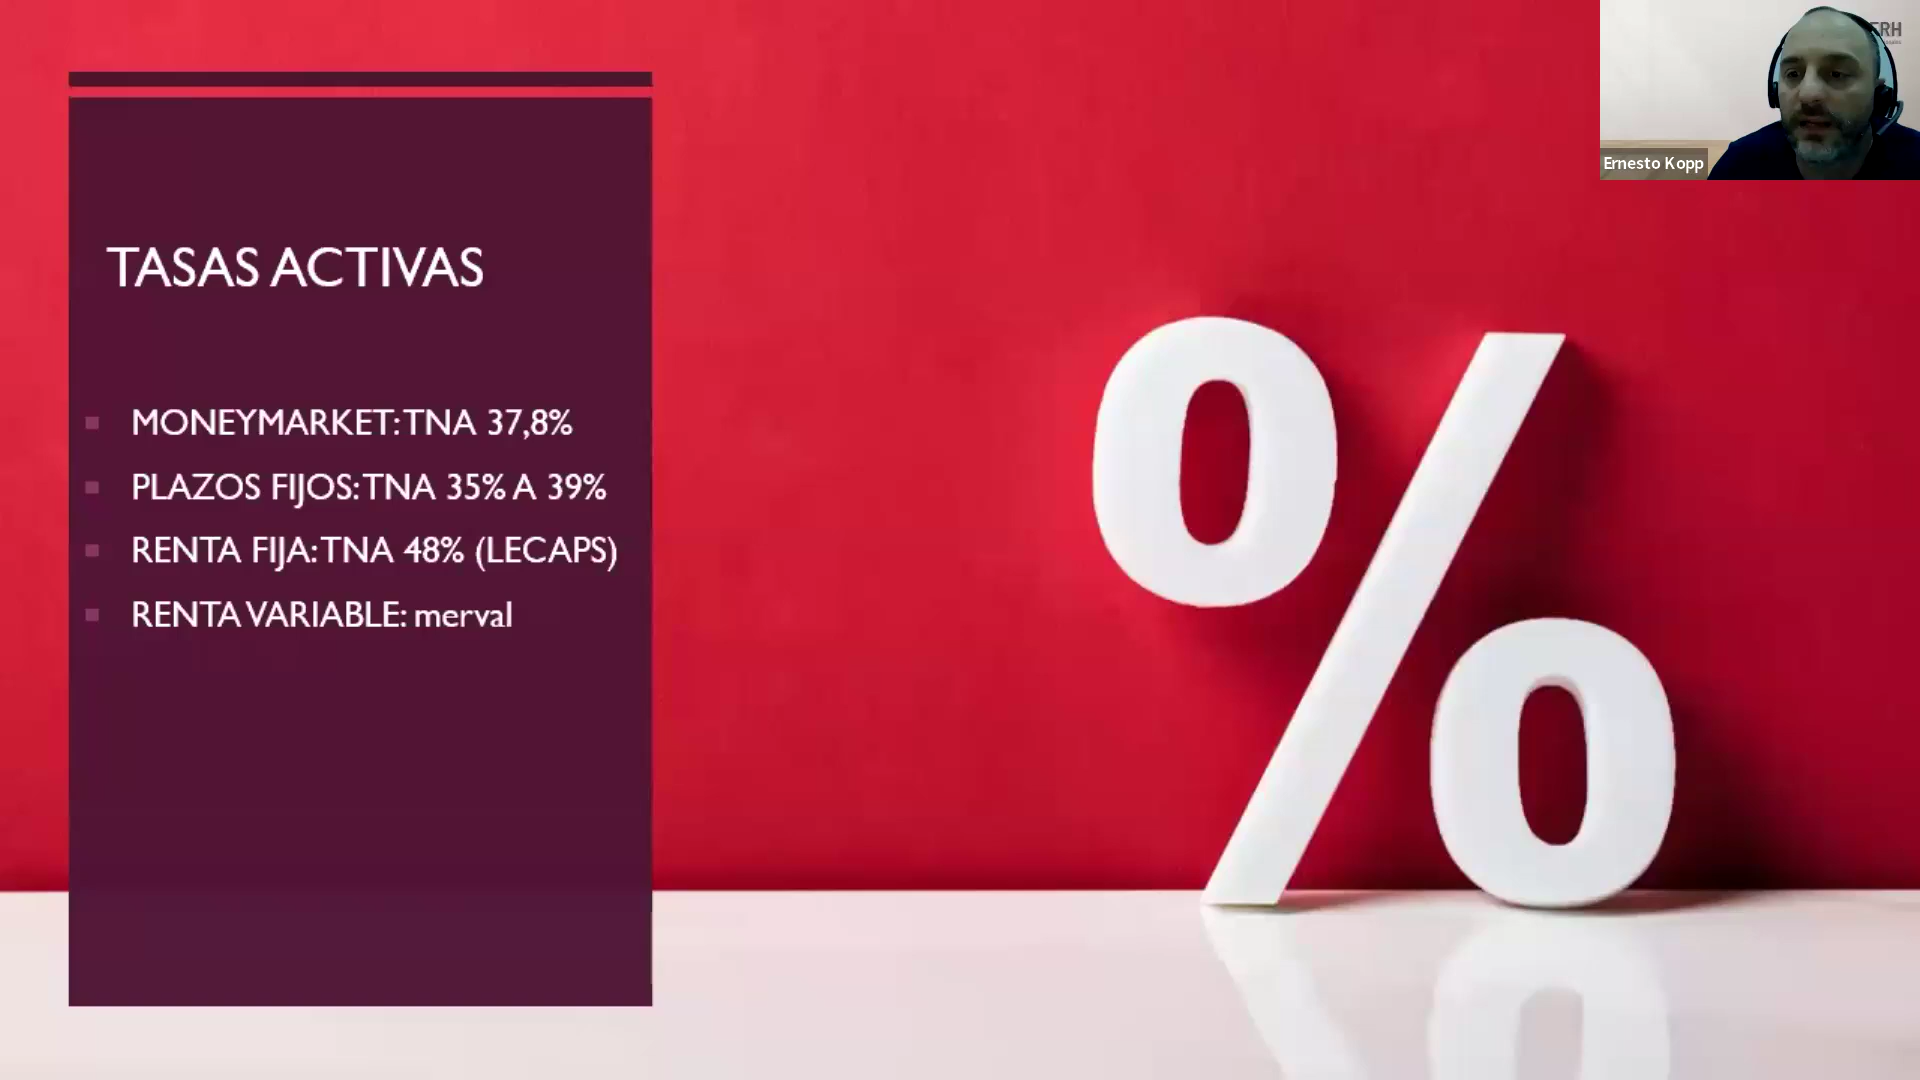 TASAS ACTIVAS
MONEYMARKET: TNA 37,8%
PLAZOS FIJOS: TNA 35% A 39%
RENTA FIJA: TNA 48% (LECAPS)
RENTA VARIABLE: merval
%
Ernesto Kopp